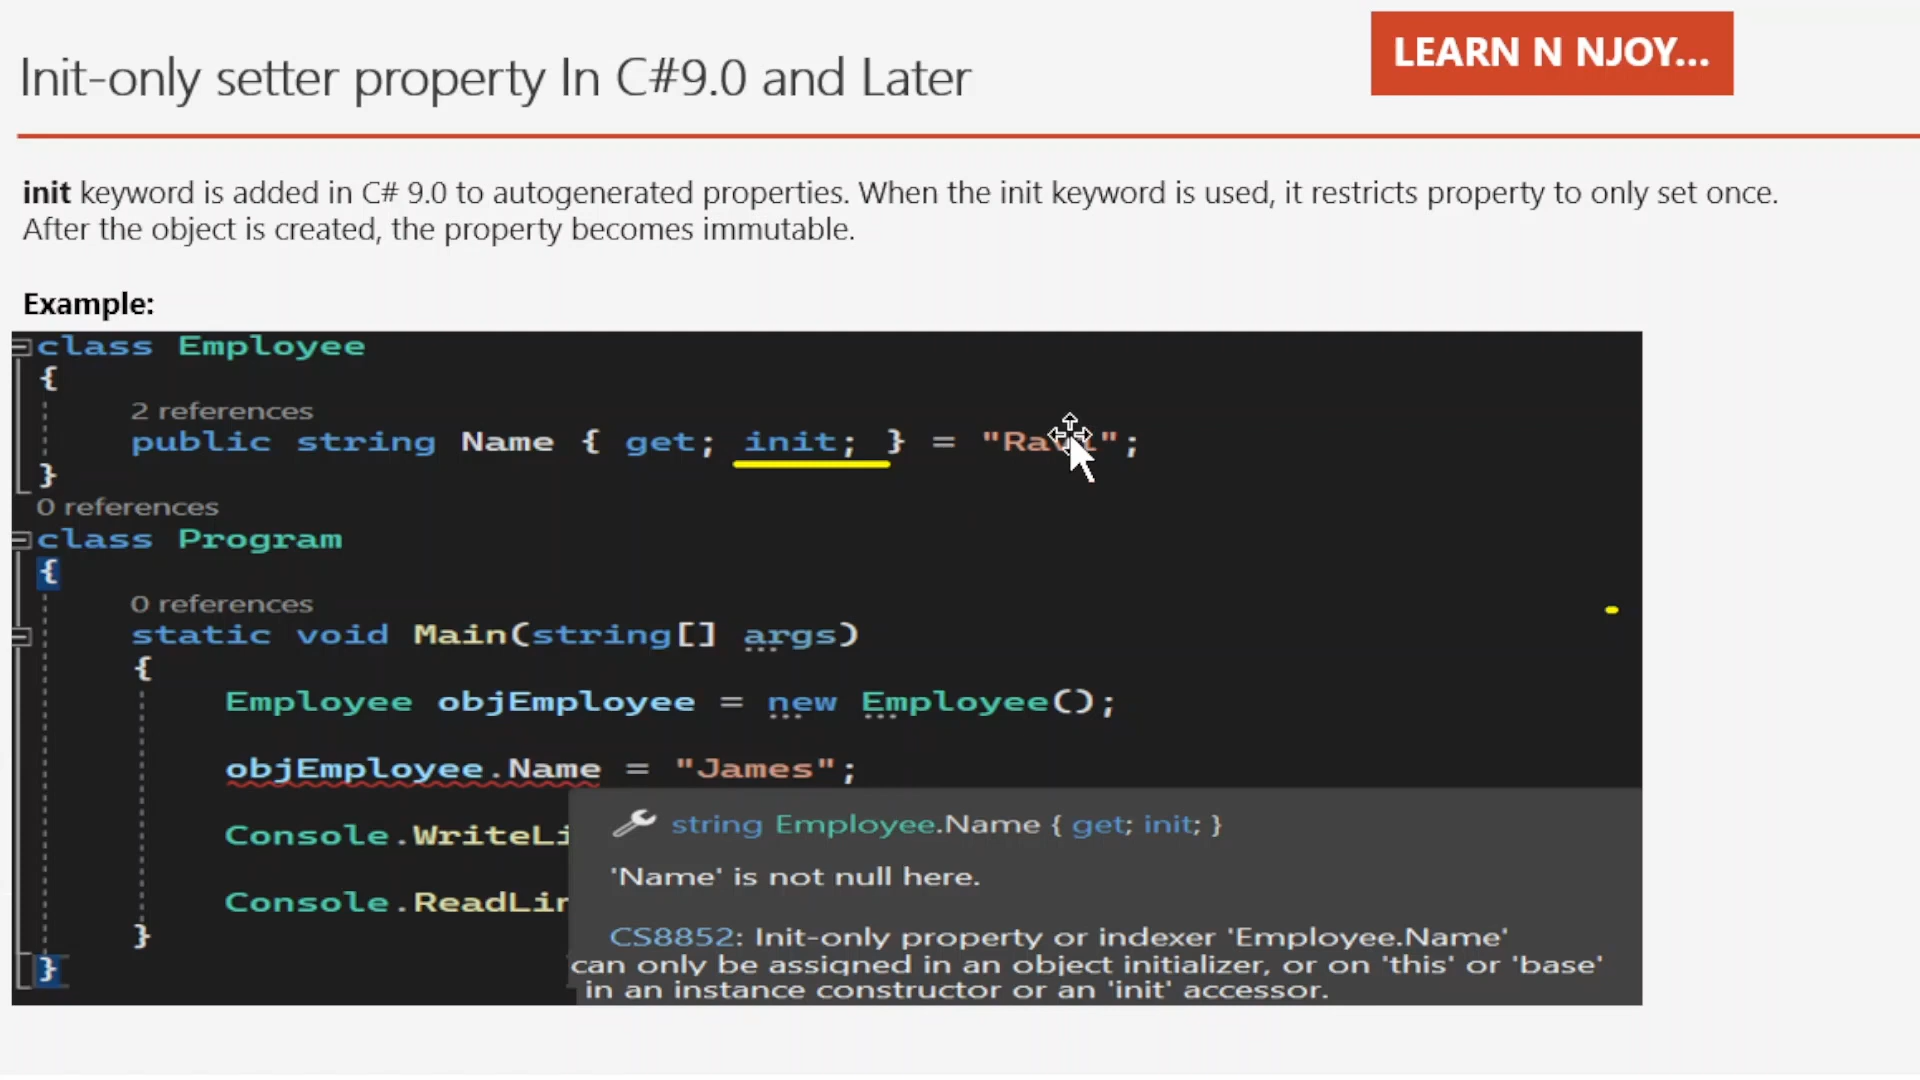 LEARN N NJOY...
Init-only setter property In C#9.0 and Later
init keyword is added in C# 9.0 to autogenerated properties. When the init keyword is used, it restricts property to only set once.
After the object is created, the property becomes immutable.
Example:
class Employee
{
2 references
public string Name { get; init; } = "Ravi";
}
0 references
class Program
{
0 references
static void Main(string[] args)
{
Employee objEmployee = new Employee();
objEmployee.Name = "James";
string Employee.Name { get; init; }
Console.WriteLi
'Name' is not null here.
Console.ReadLin
CS8852: Init-only property or indexer 'Employee.Name'
}
can only be assigned in an object initializer, or on 'this' or 'base'
}
in an instance constructor or an 'init' accessor.